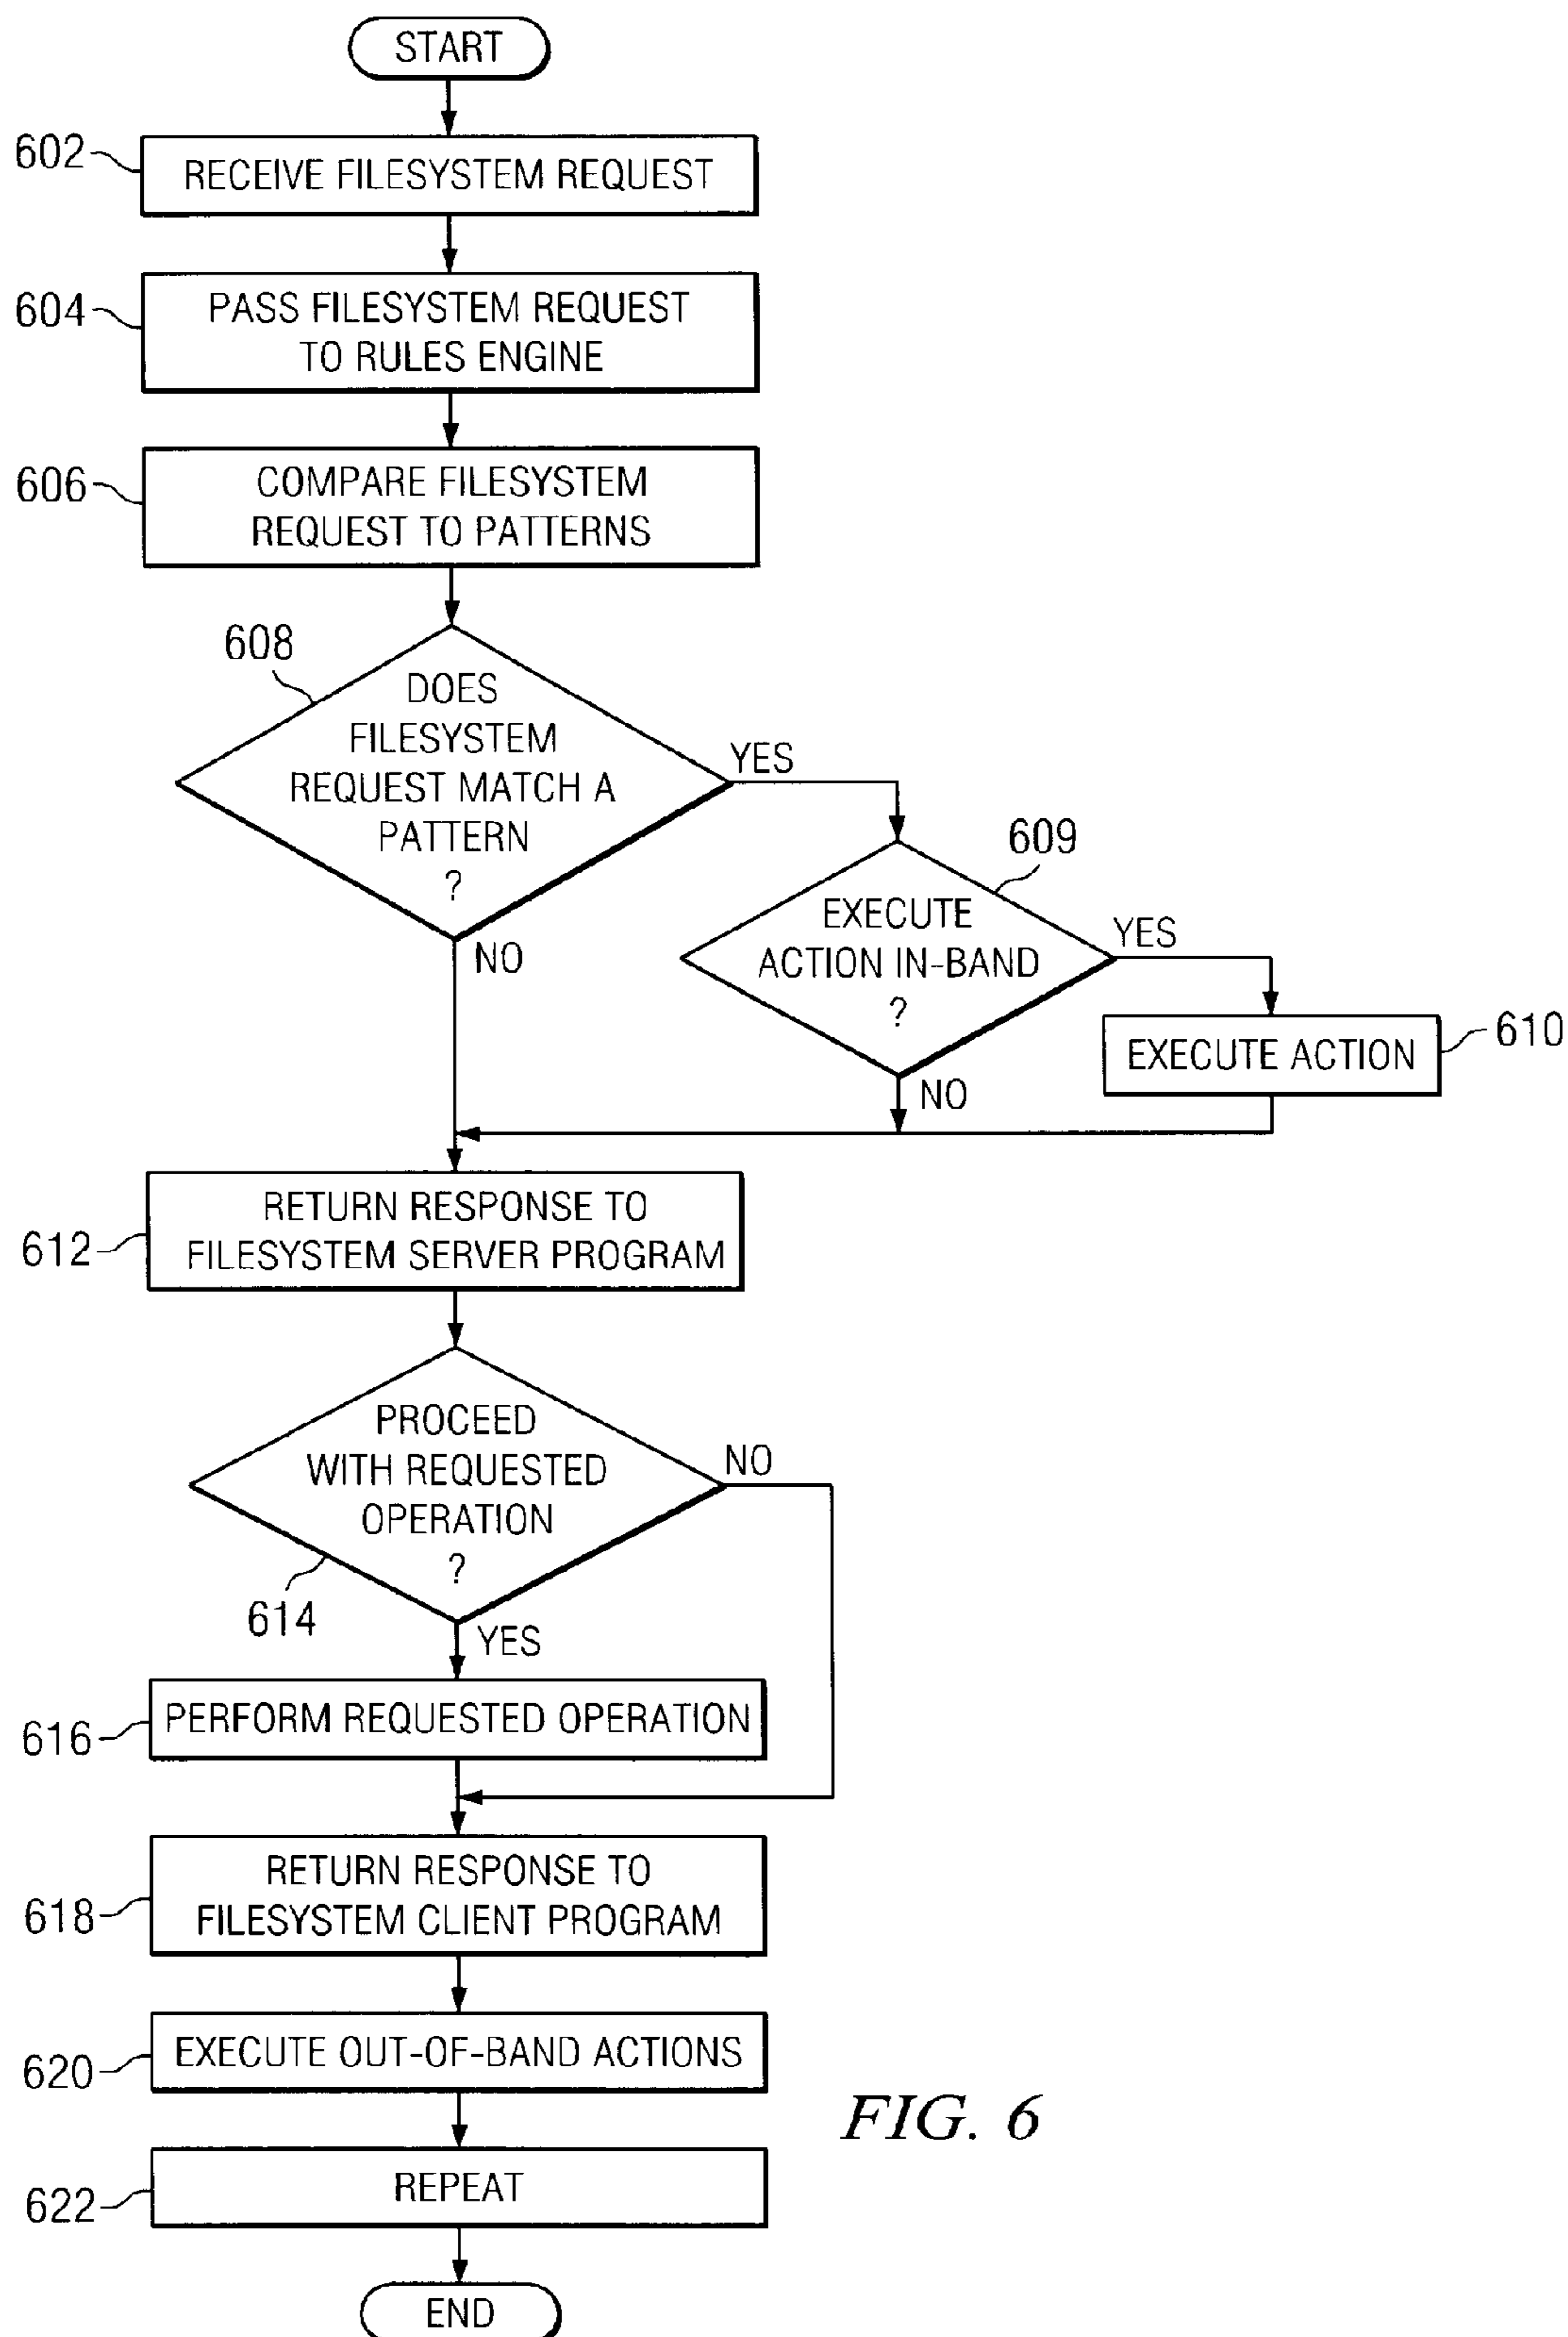 START
602
RECEIVE FILESYSTEM REQUEST
604
PASS FILESYSTEM REQUEST
TO RULES ENGINE
606
COMPARE FILESYSTEM
REQUEST TO PATTERNS
608
DOES
FILESYSTEM
REQUEST MATCH A
PATTERN
?
YES
NO
609
EXECUTE
ACTION IN-BAND
?
YES
NO
EXECUTE ACTION
610
612
RETURN RESPONSE TO
FILESYSTEM SERVER PROGRAM
PROCEED
WITH REQUESTED
OPERATION
?
NO
614
YES
616
PERFORM REQUESTED OPERATION
618
RETURN RESPONSE TO
FILESYSTEM CLIENT PROGRAM
620
EXECUTE OUT-OF-BAND ACTIONS
FIG. 6
622
REPEAT
END